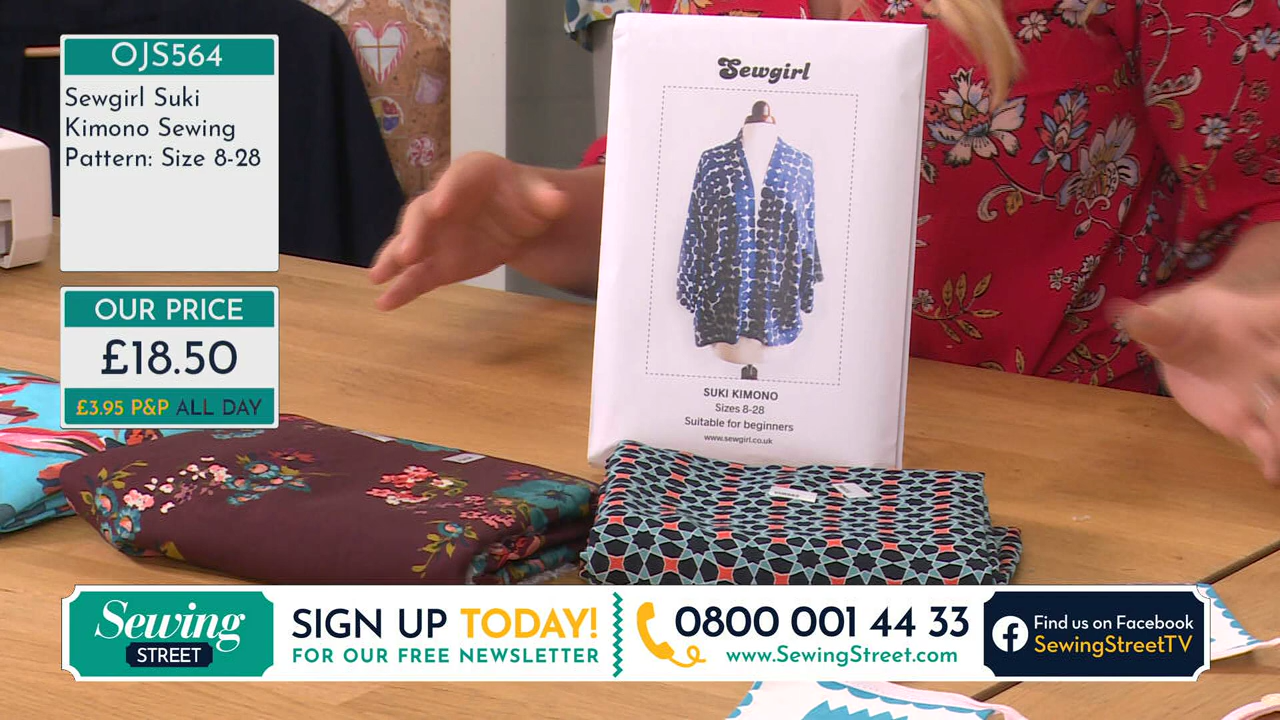 OJS564
Sewgirl Suki
Kimono Sewing
Pattern: Size 8-28
OUR PRICE
£18.50
£3.95 P&P ALL DAY
Sewgirl
SUKI KIMONO
Sizes 8-28
Suitable for beginners
www.sewgirl.co.uk
Sewing
STREET
SIGN UP TODAY!
FOR OUR FREE NEWSLETTER
0800 001 44 33
www.SewingStreet.com
Find us on Facebook
SewingStreetTV